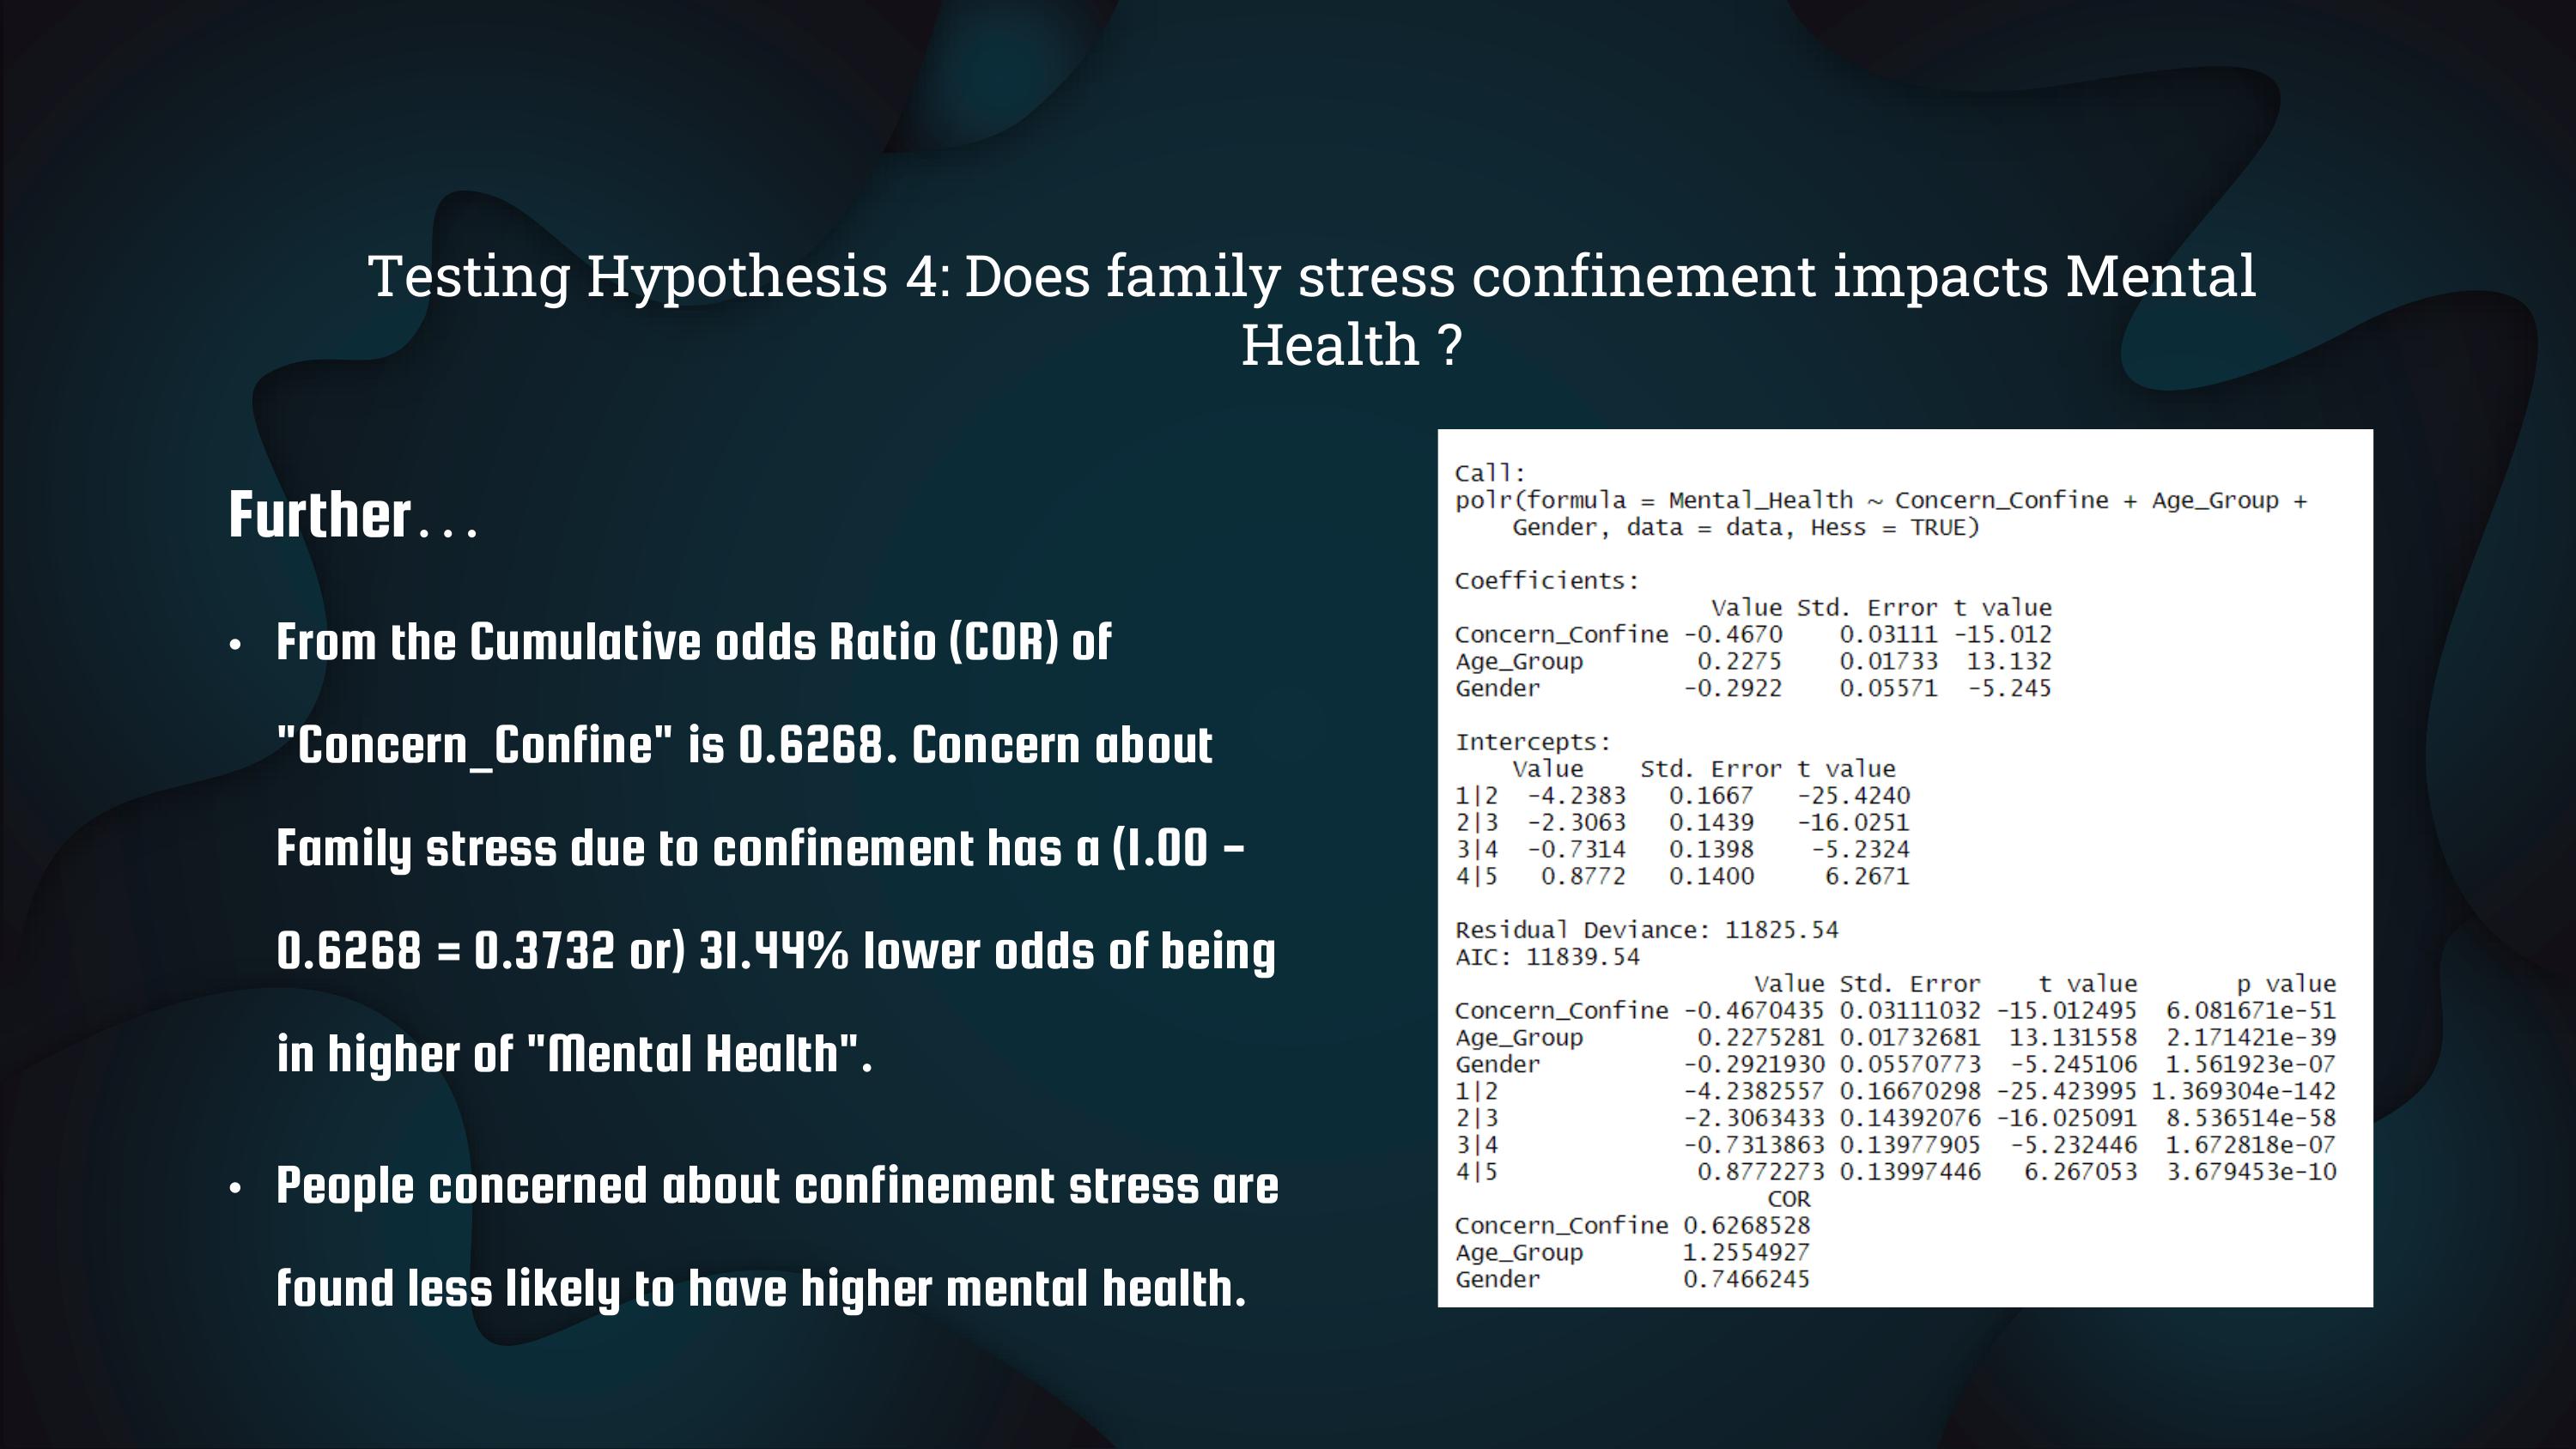 Testing Hypothesis 4: Does family stress confinement impacts Mental
Health ?
Further...
• From the Cumulative odds Ratio (COR) of
"Concern_Confine" is 0.6268. Concern about
Family stress due to confinement has a (1.00 –
0.6268 = 0.3732 or) 31.44% lower odds of being
in higher of "Mental Health".
• People concerned about confinement stress are
found less likely to have higher mental health.
Call:
polr(formula = Mental_Health ~ Concern_Confine + Age_Group +
    Gender, data = data, Hess = TRUE)
Coefficients:
                  Value Std. Error t value
Concern_Confine -0.4670    0.03111 -15.012
Age_Group        0.2275    0.01733  13.132
Gender          -0.2922    0.05571  -5.245
Intercepts:
    Value    Std. Error t value
1|2  -4.2383   0.1667   -25.4240
2|3  -2.3063   0.1439   -16.0251
3|4  -0.7314   0.1398    -5.2324
4|5   0.8772   0.1400     6.2671
Residual Deviance: 11825.54
AIC: 11839.54
                     Value Std. Error    t value       p value
Concern_Confine -0.4670435 0.03111032 -15.012495  6.081671e-51
Age_Group        0.2275281 0.01732681  13.131558  2.171421e-39
Gender          -0.2921930 0.05570773  -5.245106  1.561923e-07
1|2             -4.2382557 0.16670298 -25.423995 1.369304e-142
2|3             -2.3063433 0.14392076 -16.025091  8.536514e-58
3|4             -0.7313863 0.13977905  -5.232446  1.672818e-07
4|5              0.8772273 0.13997446   6.267053  3.679453e-10
                      COR
Concern_Confine 0.6268528
Age_Group       1.2554927
Gender          0.7466245